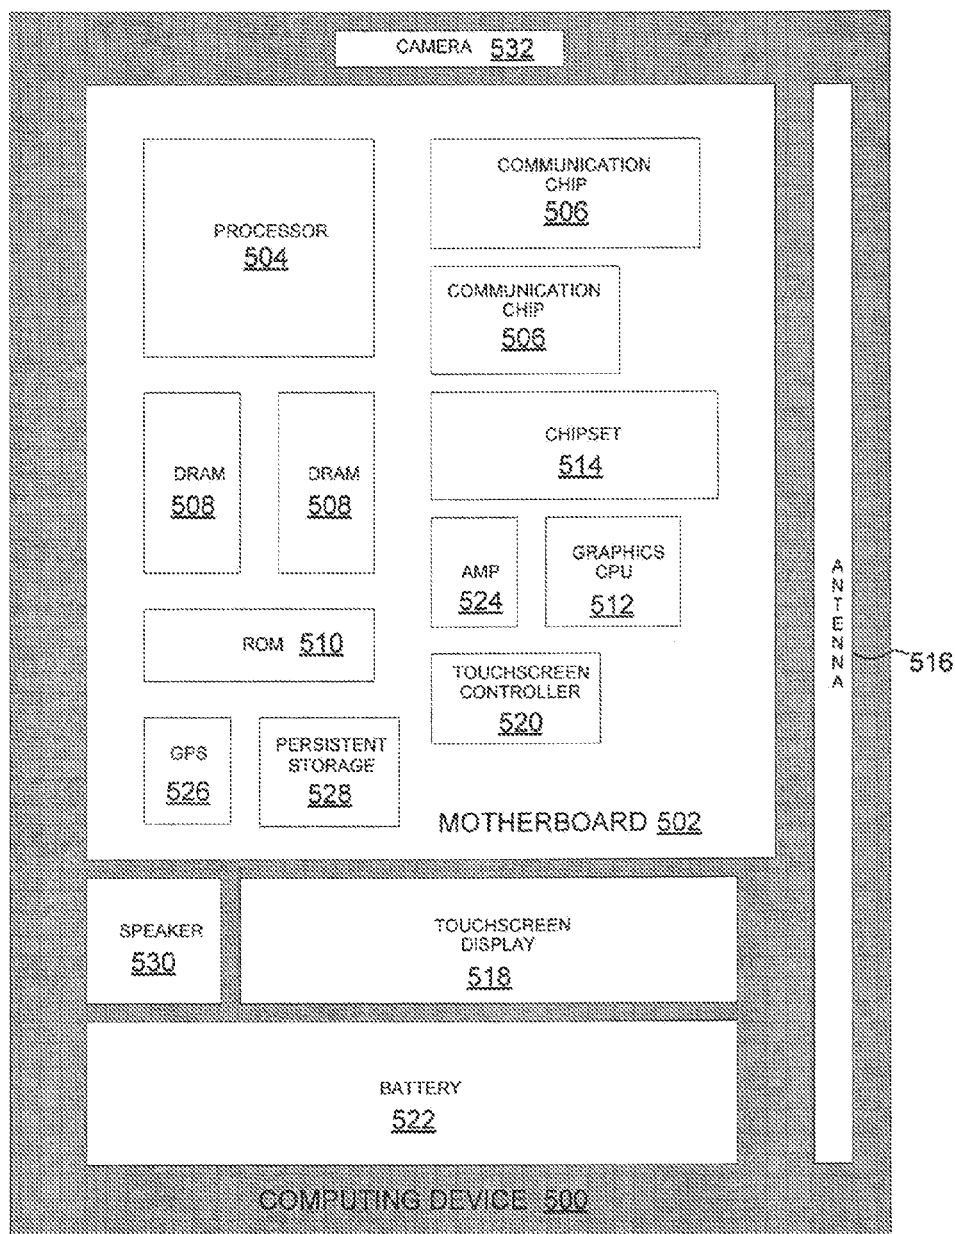 CAMERA 532
PROCESSOR
504
COMMUNICATION
CHIP
506
COMMUNICATION
CHIP
506
DRAM
508
DRAM
508
CHIPSET
514
AMP
524
GRAPHICS
CPU
512
ROM 510
TOUCHSCREEN
CONTROLLER
520
GPS
526
PERSISTENT
STORAGE
528
MOTHERBOARD 502
ANTENNA
516
SPEAKER
530
TOUCHSCREEN
DISPLAY
518
BATTERY
522
COMPUTING DEVICE 500